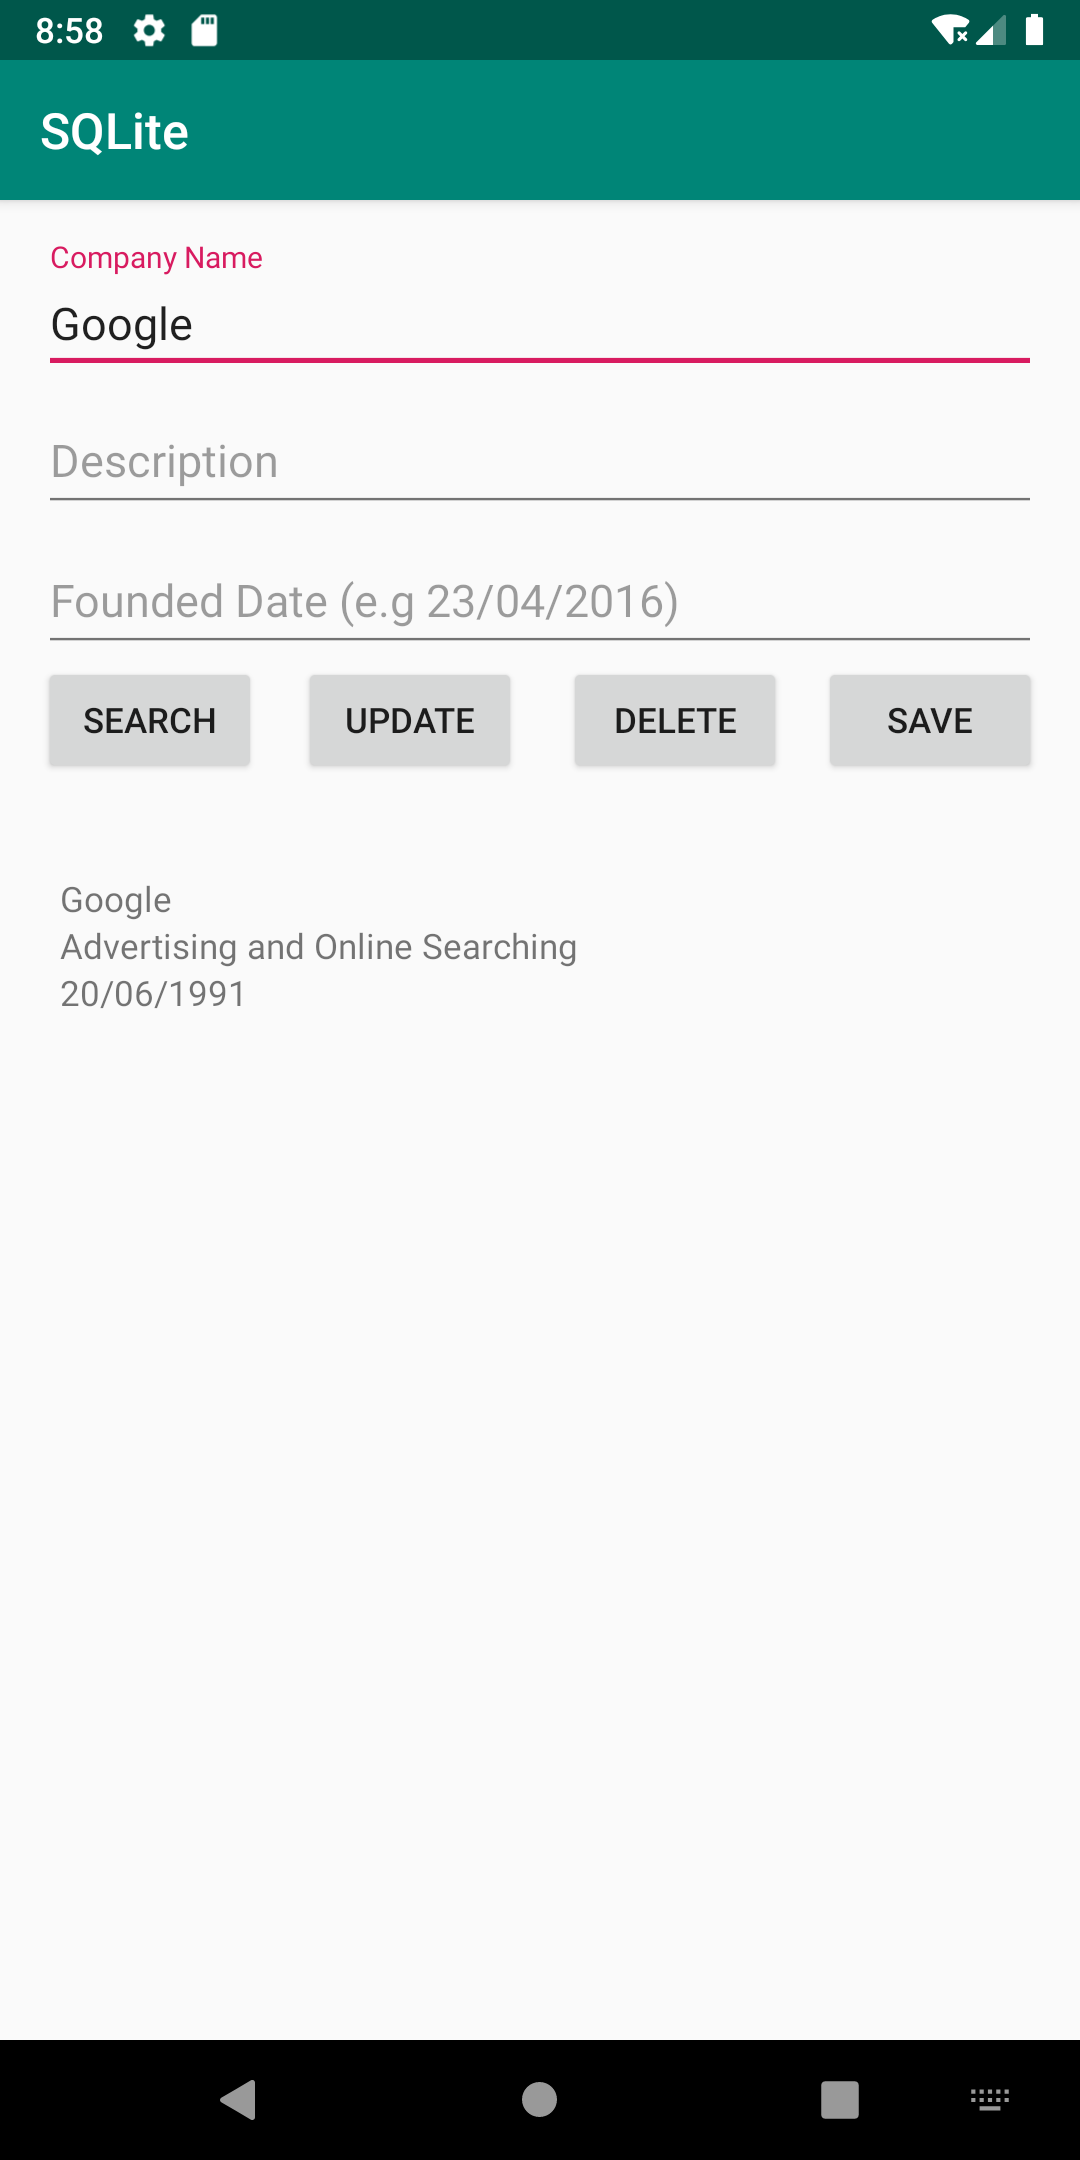 8:58
SQLite
Company Name
Google
Description
Founded Date (e.g 23/04/2016)
SEARCH UPDATE DELETE SAVE
Google
Advertising and Online Searching
20/06/1991